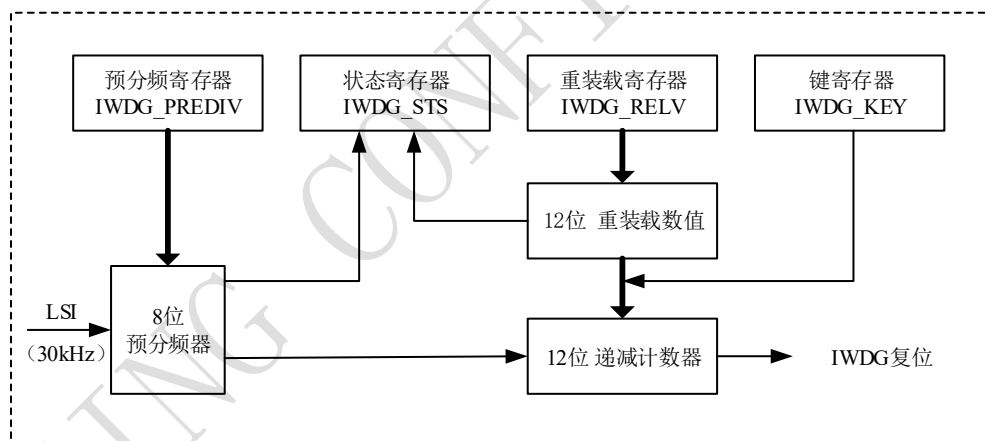 预分频寄存器
IWDG_PREDIV
状态寄存器
IWDG_STS
重装载寄存器
IWDG_RELV
键寄存器
IWDG_KEY
12位 重装载数值
LSI
（30kHz）
8位
预分频器
12位 递减计数器
IWDG复位
ING CONF